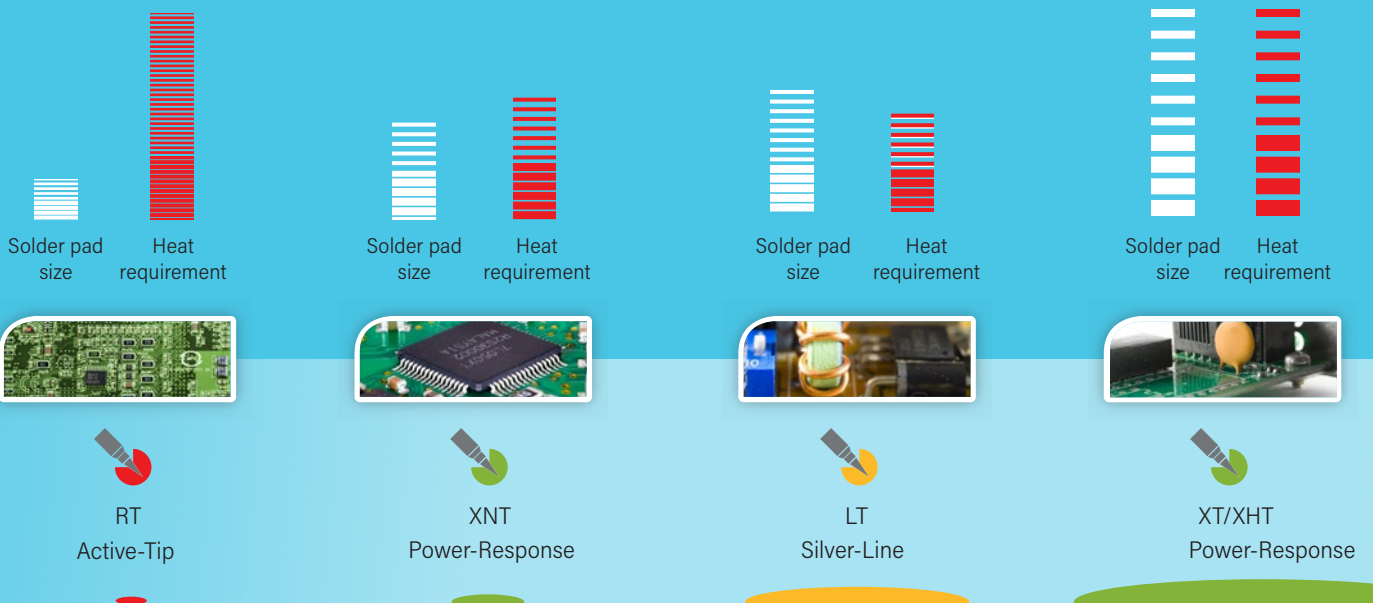 Solder pad
size
Heat
requirement
Solder pad
size
Heat
requirement
Solder pad
size
Heat
requirement
Solder pad
size
Heat
requirement
RT
Active-Tip
XNT
Power-Response
LT
Silver-Line
XT/XHT
Power-Response